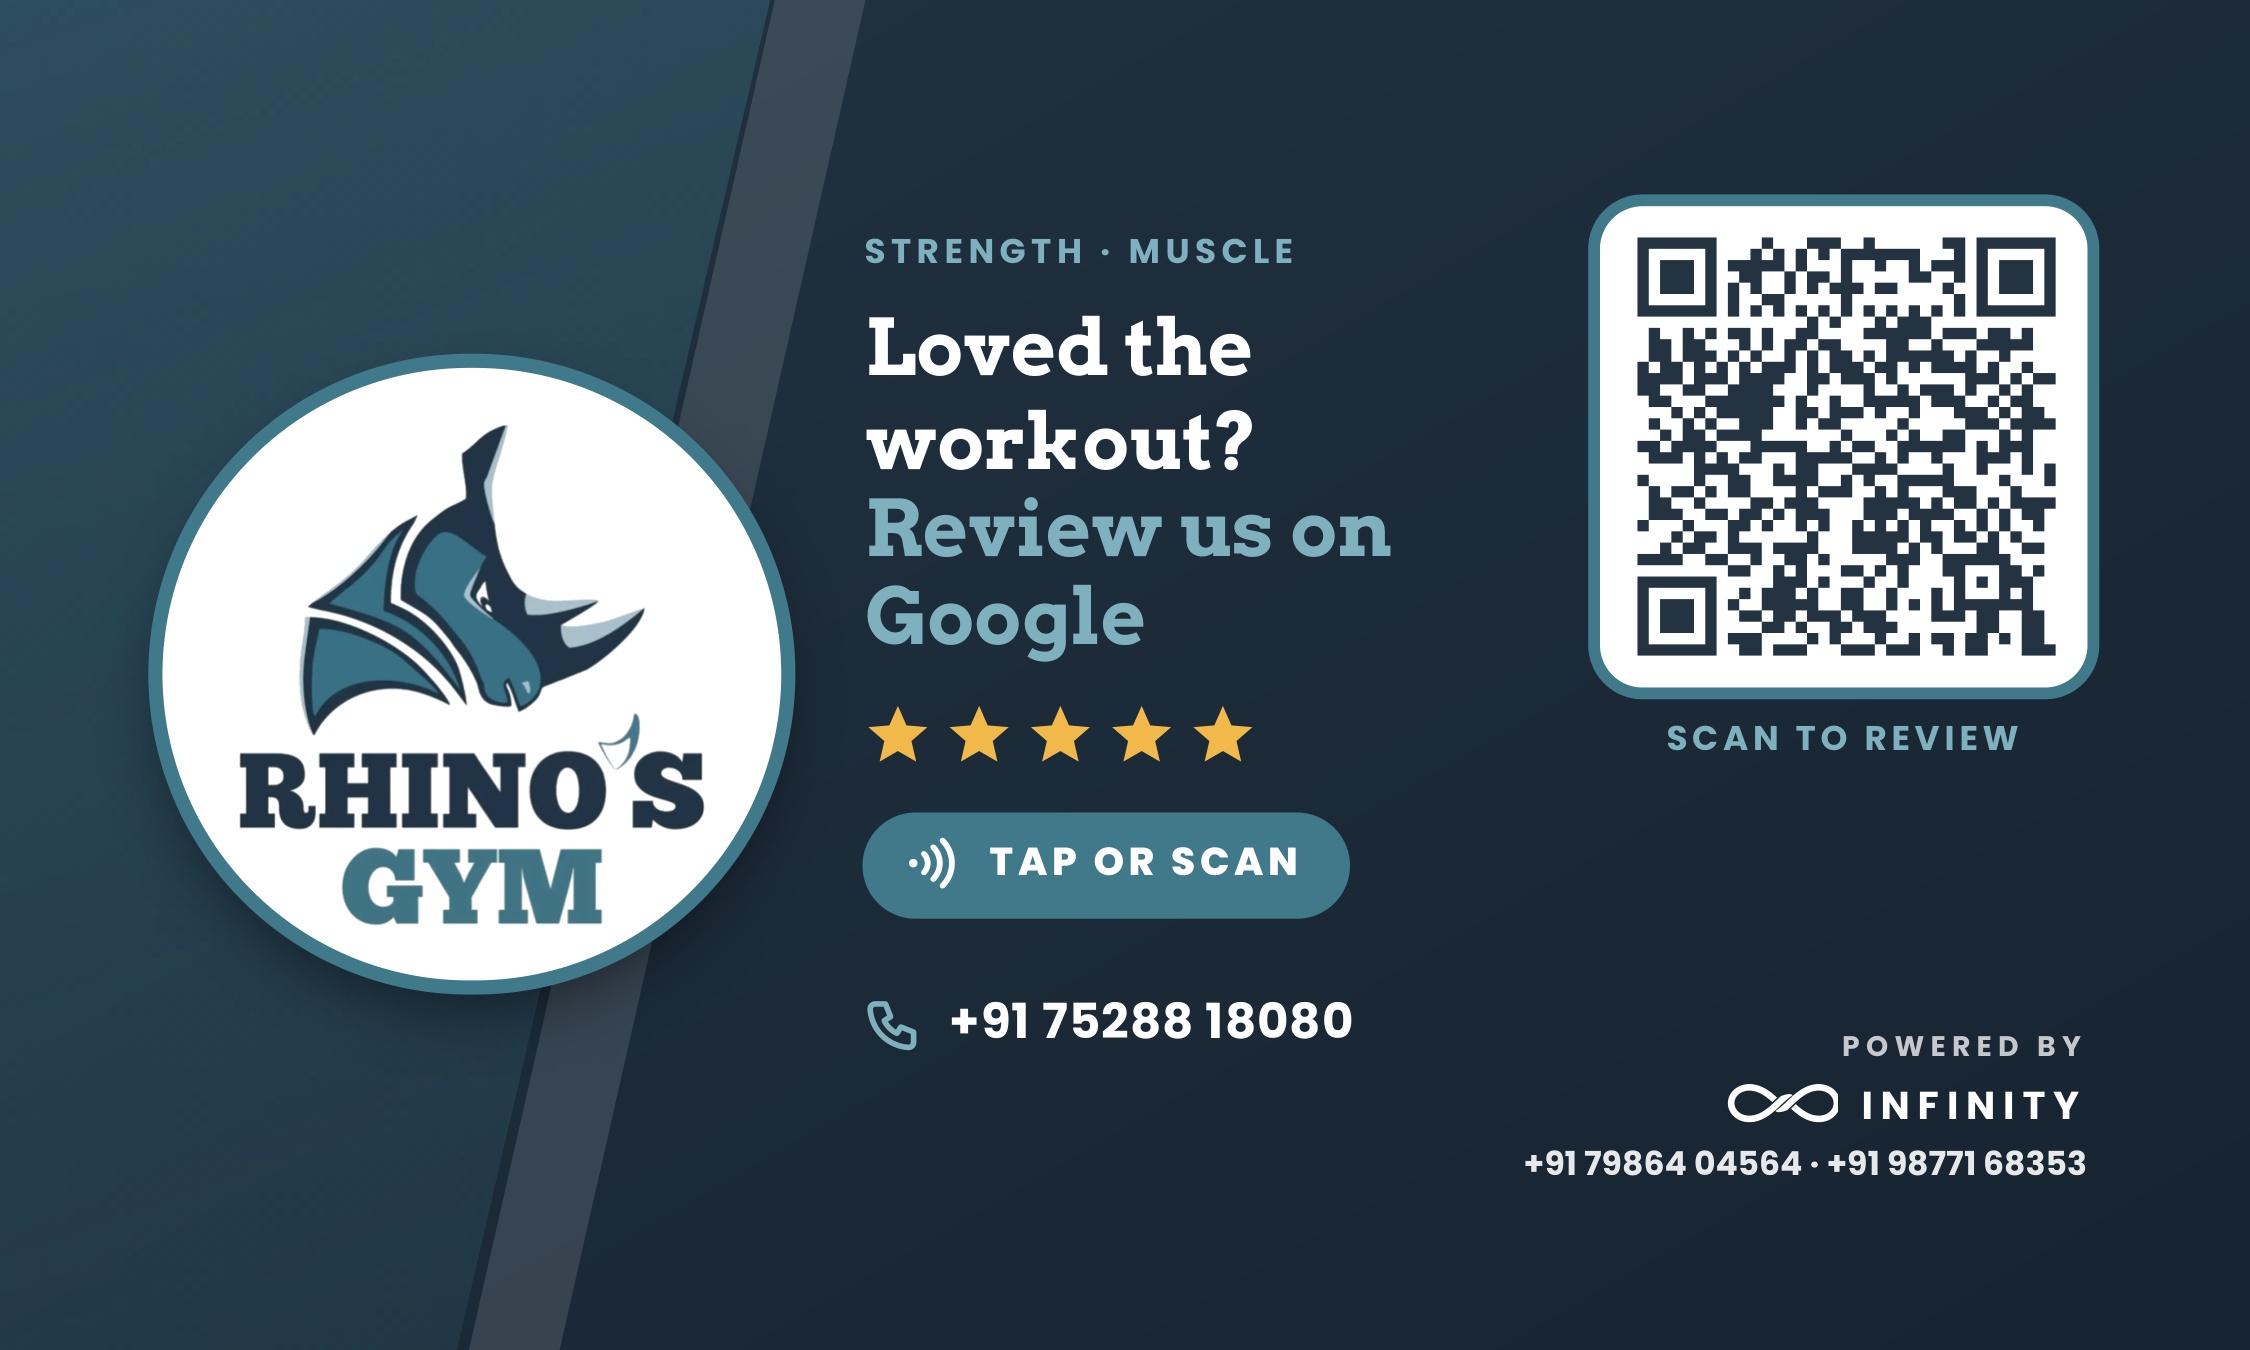 RHINO'S
GYM
STRENGTH · MUSCLE
Loved the
workout?
Review us on
Google
TAP OR SCAN
+91 75288 18080
SCAN TO REVIEW
POWERED BY
INFINITY
+91 79864 04564 · +91 98771 68353